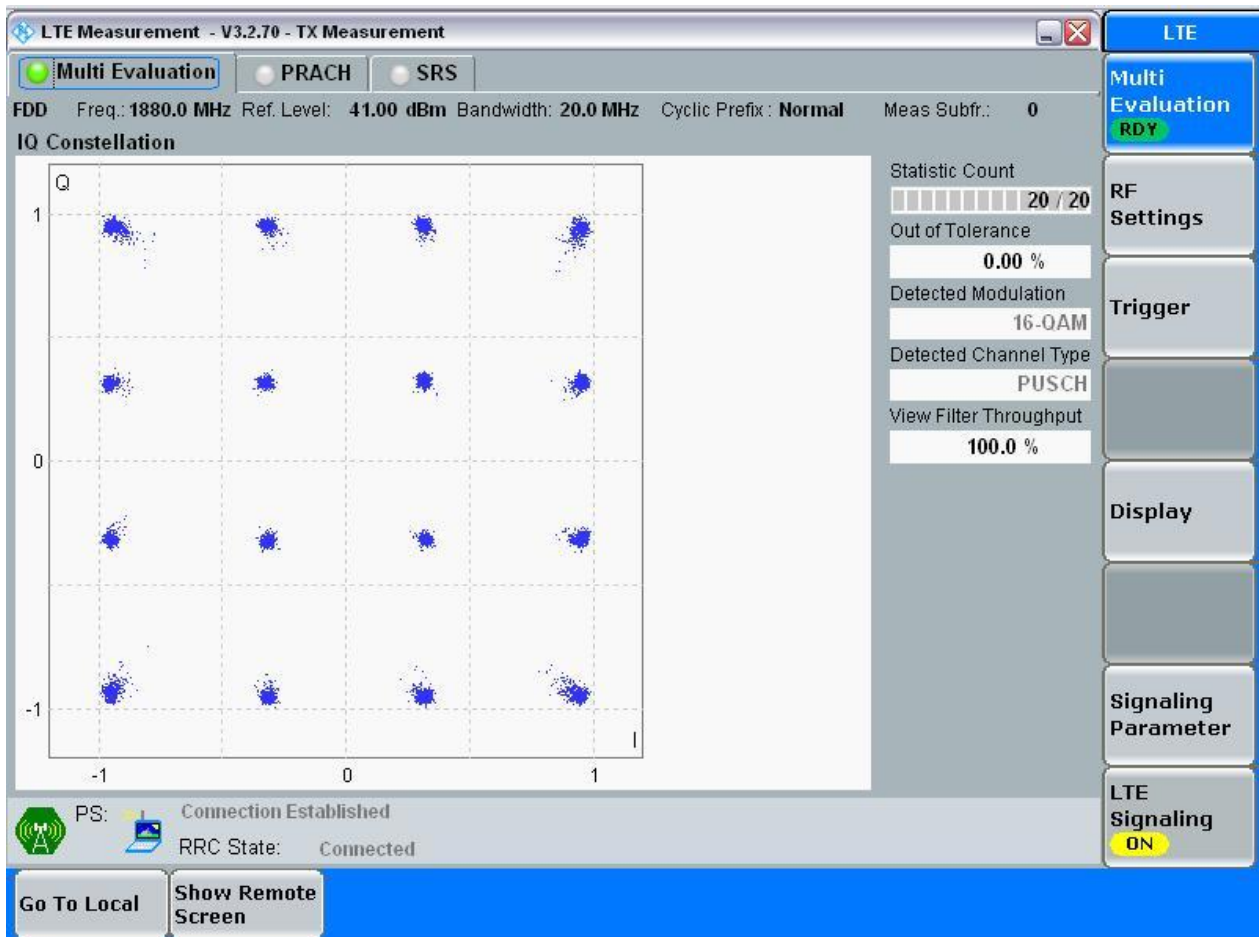 LTE Measurement - V3.2.70 - TX Measurement
LTE
Multi Evaluation
PRACH
SRS
FDD Freq.: 1880.0 MHz Ref. Level: 41.00 dBm Bandwidth: 20.0 MHz Cyclic Prefix : Normal Meas Subfr.: 0
IQ Constellation
Q
1
0
-1
I
-1 0 1
Statistic Count
20 / 20
Out of Tolerance
0.00 %
Detected Modulation
16-QAM
Detected Channel Type
PUSCH
View Filter Throughput
100.0 %
Multi
Evaluation
RDY
RF
Settings
Trigger
Display
Signaling
Parameter
LTE
Signaling
ON
PS: Connection Established
RRC State: Connected
Go To Local
Show Remote
Screen